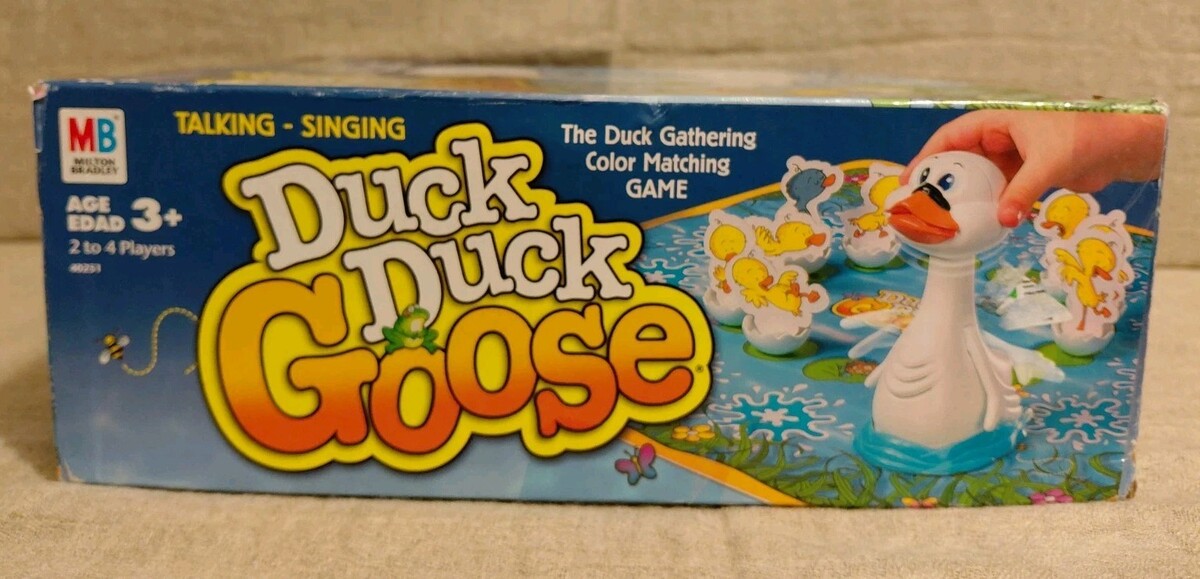 MB
MILTON
BRADLEY
AGE
EDAD 3+
2 to 4 Players
40231
TALKING - SINGING
Duck
Duck
Goose®
The Duck Gathering
Color Matching
GAME